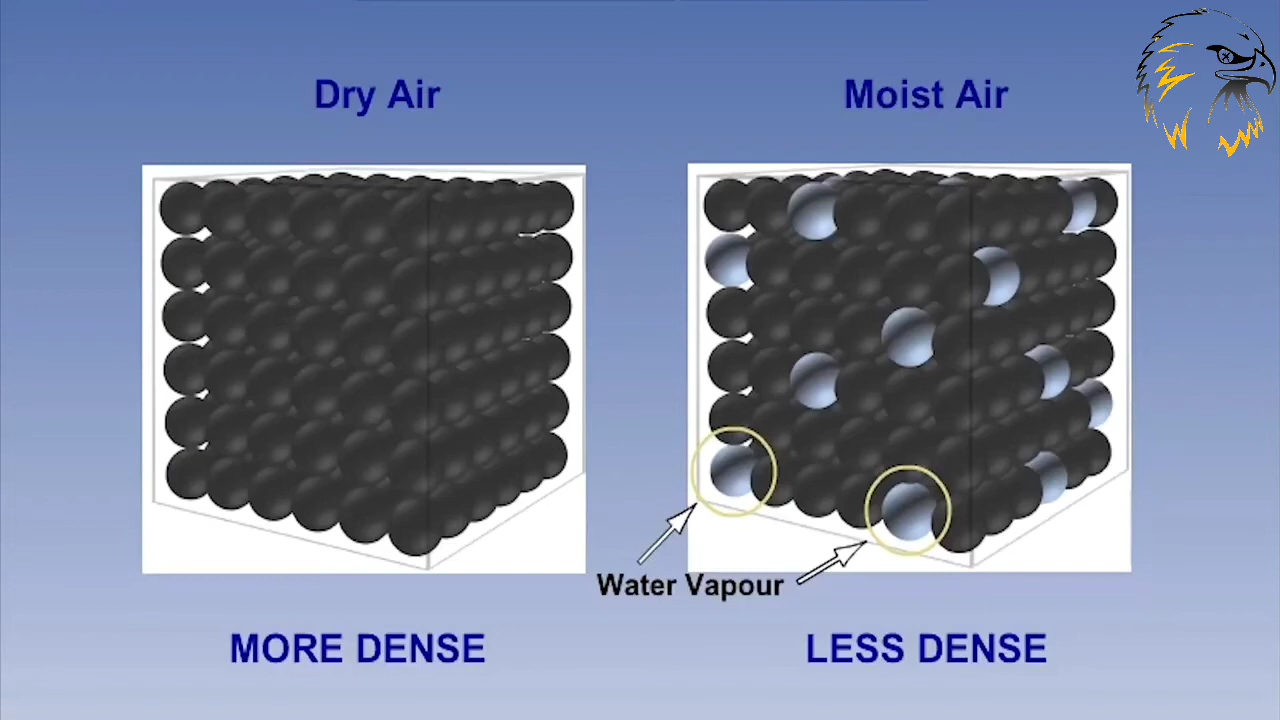 Dry Air
Moist Air
Water Vapour
MORE DENSE
LESS DENSE